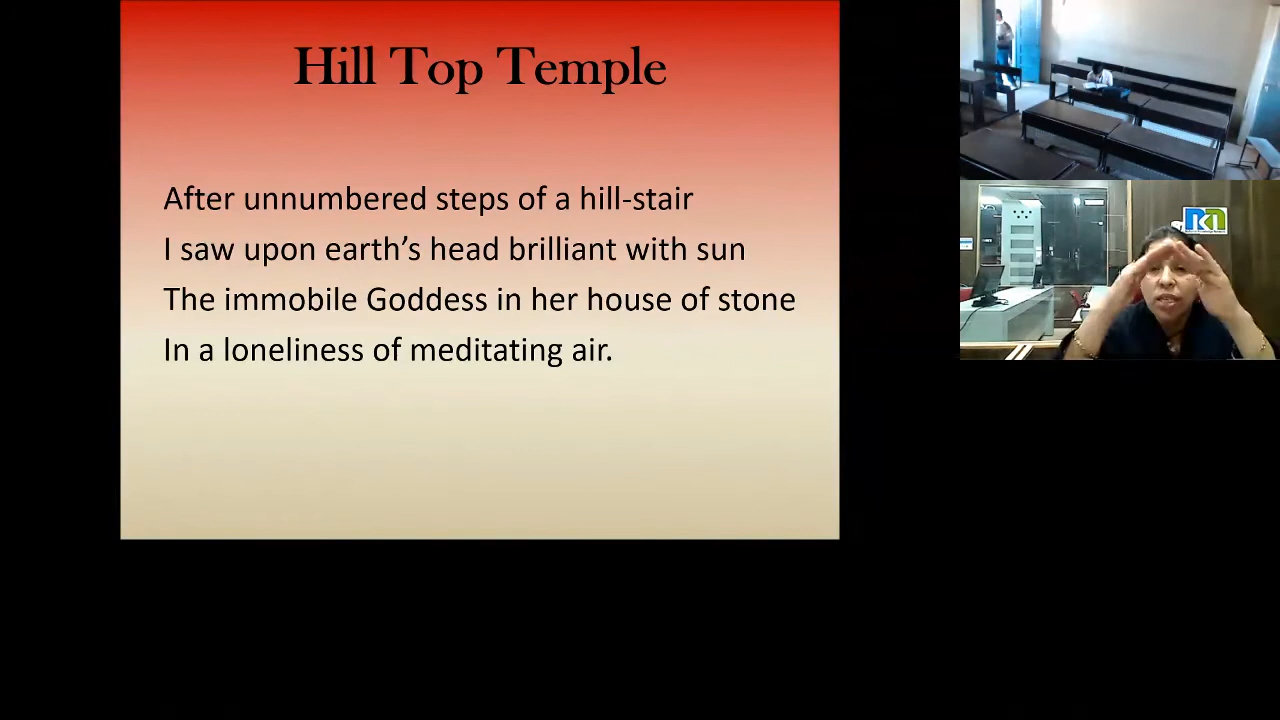 Hill Top Temple
After unnumbered steps of a hill-stair
I saw upon earth’s head brilliant with sun
The immobile Goddess in her house of stone
In a loneliness of meditating air.